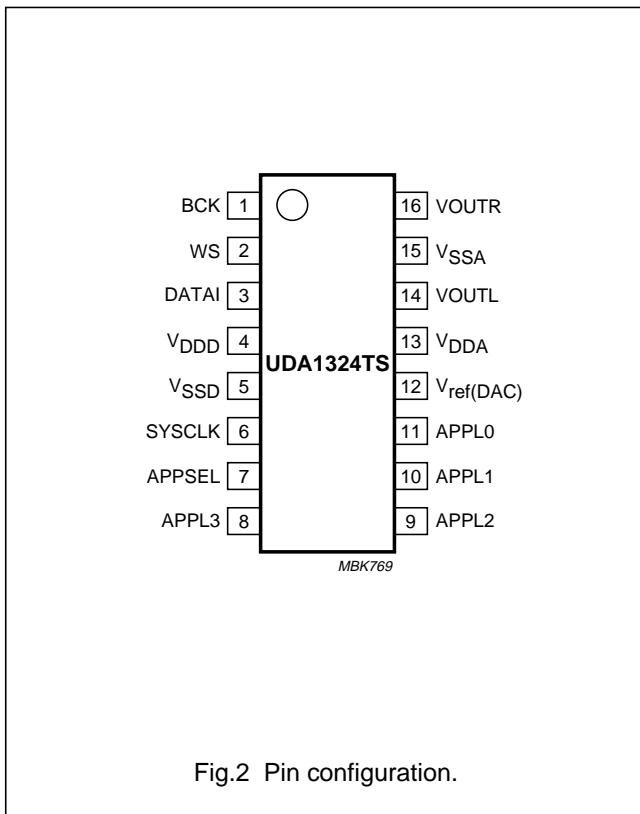 BCK 1 16 VOUTR
WS 2 15 VSSA
DATAI 3 14 VOUTL
VDDD 4 13 VDDA
UDA1324TS
VSSD 5 12 Vref(DAC)
SYSCLK 6 11 APPL0
APPSEL 7 10 APPL1
APPL3 8 9 APPL2
MBK769
Fig.2 Pin configuration.